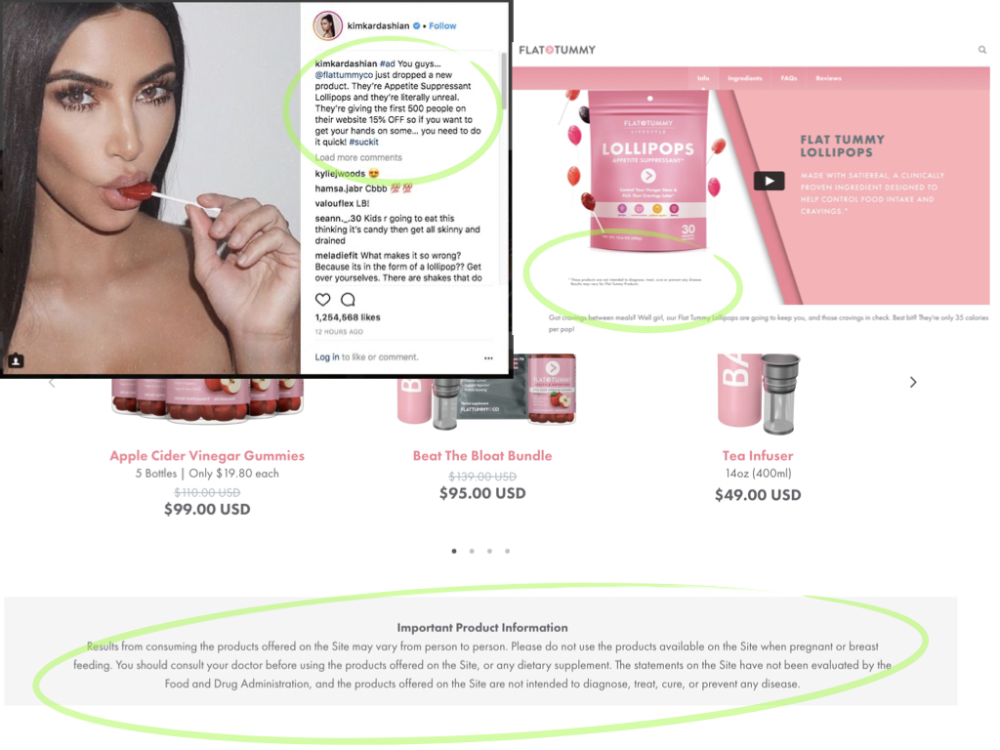 kimkardashian • Follow
kimkardashian #ad You guys...
@flattummyco just dropped a new
product. They're Appetite Suppressant
Lollipops and they're literally unreal.
They're giving the first 500 people on
their website 15% OFF so if you want to
get your hands on some... you need to do
it quick! #suckit
Load more comments
kyliejwoods 😍
hamsa.jabr Cbbb 💯 💯
valouflex LB!
seann._.30 Kids r going to eat this
thinking it's candy then get all skinny and
drained
meladiefit What makes it so wrong?
Because its in the form of a lollipop?? Get
over yourselves. There are shakes that do
1,254,568 likes
12 HOURS AGO
Log in to like or comment.
FLAT TUMMY
Info Ingredients FAQs Reviews
FLAT TUMMY
LIFESTYLE
LOLLIPOPS
APPETITE SUPPRESSANT*
Control Your Hunger Wave &
Kick Your Cravings Today*
30
FLAT TUMMY
LOLLIPOPS
MADE WITH SATIEREAL, A CLINICALLY
PROVEN INGREDIENT DESIGNED TO
HELP CONTROL FOOD INTAKE AND
CRAVINGS.*
* These products are not intended to diagnose, treat, cure or prevent any disease.
Results may vary for Flat Tummy Products.
Got cravings between meals? Well girl, our Flat Tummy Lollipops are going to keep you, and those cravings in check. Best bit? They're only 35 calories
per pop!
FLAT TUMMY
FLATTUMMYCO
BA
BA
Apple Cider Vinegar Gummies
5 Bottles | Only $19.80 each
$110.00 USD
$99.00 USD
Beat The Bloat Bundle
$139.00 USD
$95.00 USD
Tea Infuser
14oz (400ml)
$49.00 USD
Important Product Information
Results from consuming the products offered on the Site may vary from person to person. Please do not use the products available on the Site when pregnant or breast
feeding. You should consult your doctor before using the products offered on the Site, or any dietary supplement. The statements on the Site have not been evaluated by the
Food and Drug Administration, and the products offered on the Site are not intended to diagnose, treat, cure, or prevent any disease.